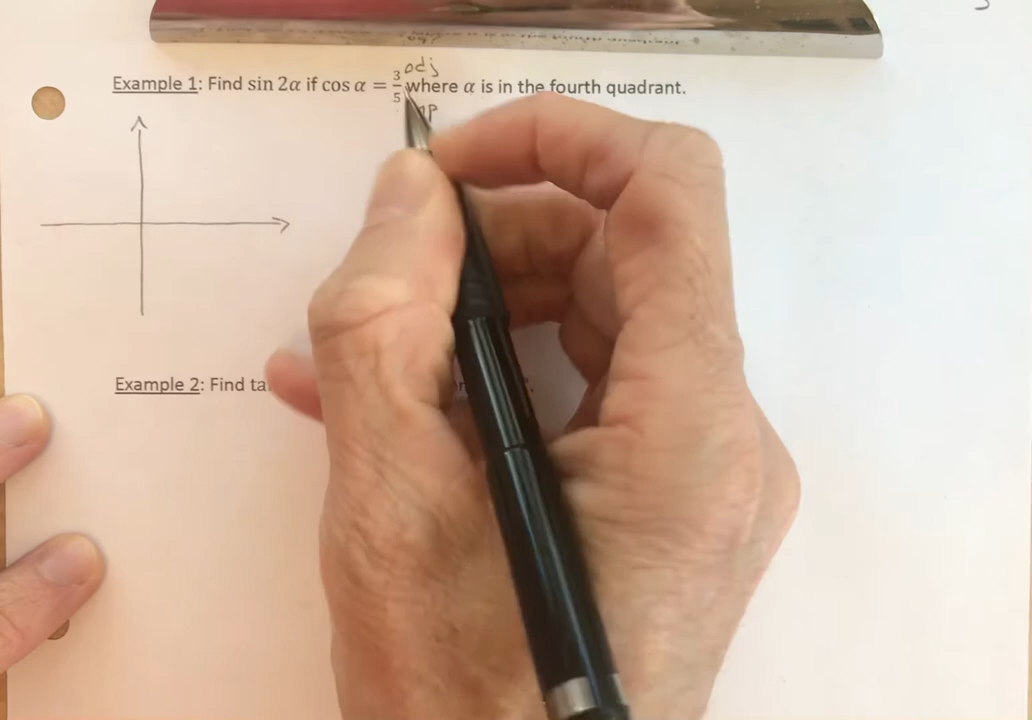 Example 1: Find sin 2α if cos α = 3/5 where α is in the fourth quadrant.
adj
Example 2: Find